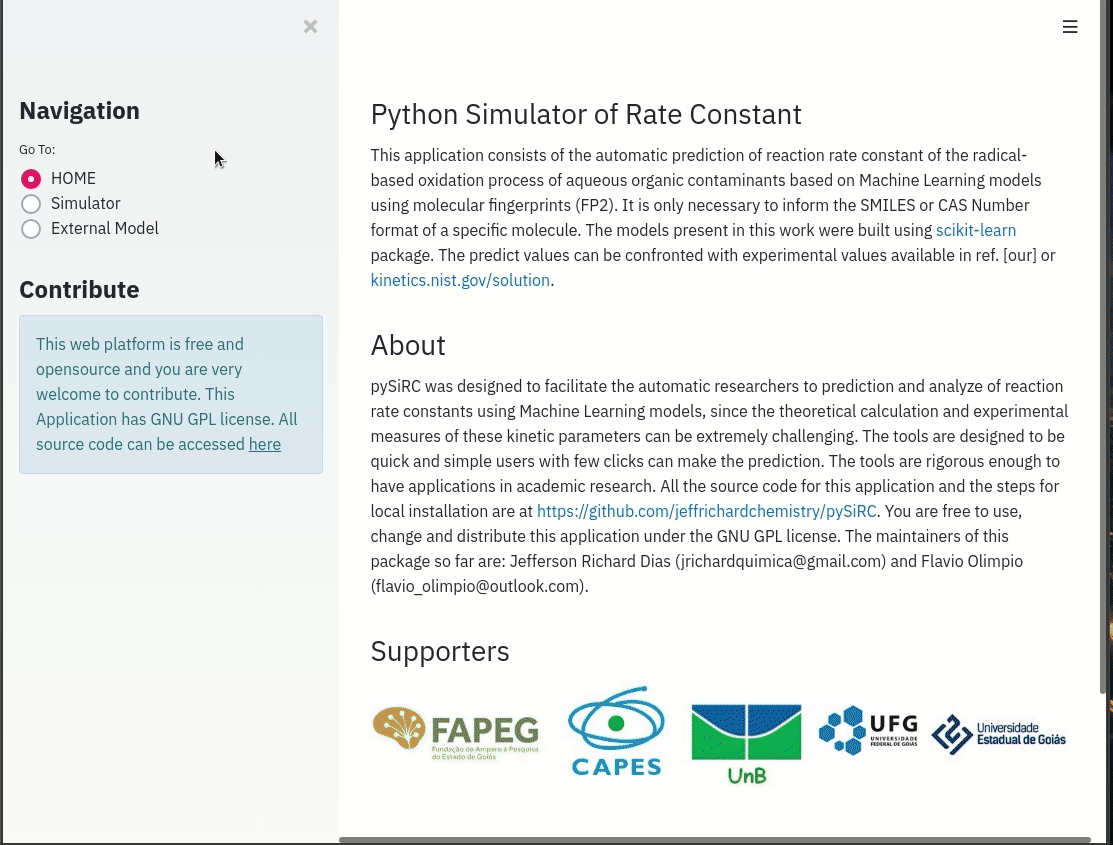 Navigation
Go To:
HOME
Simulator
External Model
Contribute
This web platform is free and
opensource and you are very
welcome to contribute. This
Application has GNU GPL license. All
source code can be accessed here
Python Simulator of Rate Constant
This application consists of the automatic prediction of reaction rate constant of the radical-
based oxidation process of aqueous organic contaminants based on Machine Learning models
using molecular fingerprints (FP2). It is only necessary to inform the SMILES or CAS Number
format of a specific molecule. The models present in this work were built using scikit-learn
package. The predict values can be confronted with experimental values available in ref. [our] or
kinetics.nist.gov/solution.
About
pySiRC was designed to facilitate the automatic researchers to prediction and analyze of reaction
rate constants using Machine Learning models, since the theoretical calculation and experimental
measures of these kinetic parameters can be extremely challenging. The tools are designed to be
quick and simple users with few clicks can make the prediction. The tools are rigorous enough to
have applications in academic research. All the source code for this application and the steps for
local installation are at https://github.com/jeffrichardchemistry/pySiRC. You are free to use,
change and distribute this application under the GNU GPL license. The maintainers of this
package so far are: Jefferson Richard Dias (jrichardquimica@gmail.com) and Flavio Olimpio
(flavio_olimpio@outlook.com).
Supporters
FAPEG
Fundação de Amparo à Pesquisa
do Estado de Goiás
CAPES
UnB
UFG
UNIVERSIDADE
FEDERAL DE GOIÁS
Universidade
Estadual de Goiás